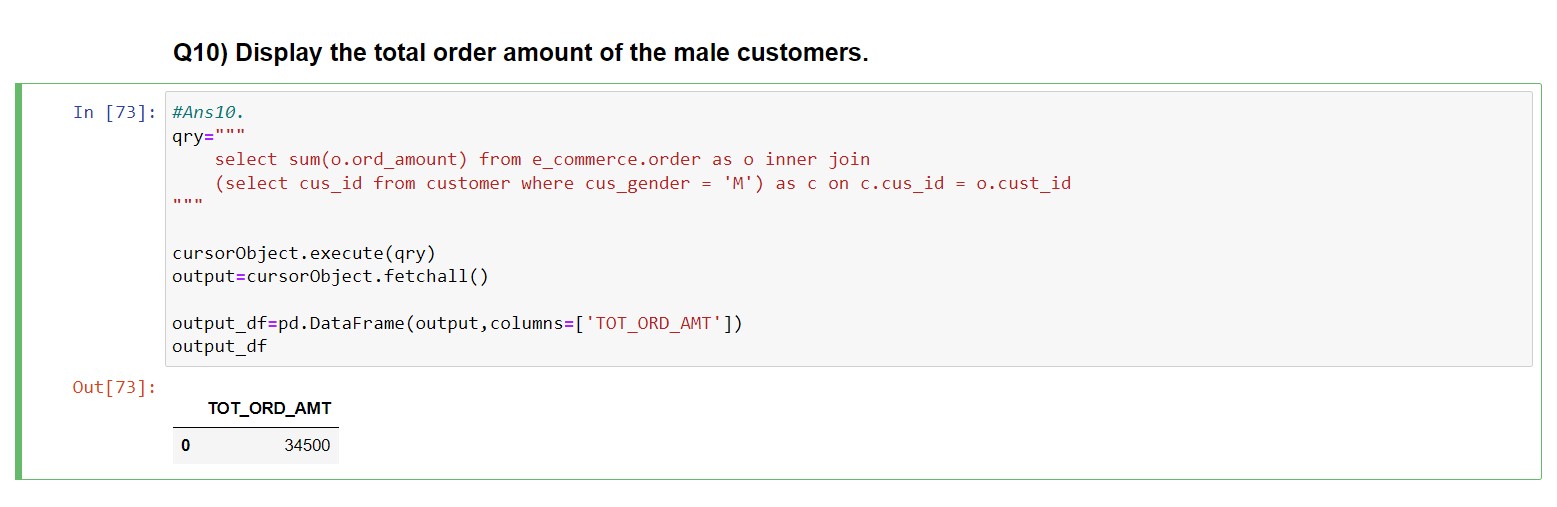 Q10) Display the total order amount of the male customers.
In [73]: #Ans10.
qry="""
    select sum(o.ord_amount) from e_commerce.order as o inner join
    (select cus_id from customer where cus_gender = 'M') as c on c.cus_id = o.cust_id
"""
cursorObject.execute(qry)
output=cursorObject.fetchall()
output_df=pd.DataFrame(output,columns=['TOT_ORD_AMT'])
output_df
Out[73]:
TOT_ORD_AMT
0 34500